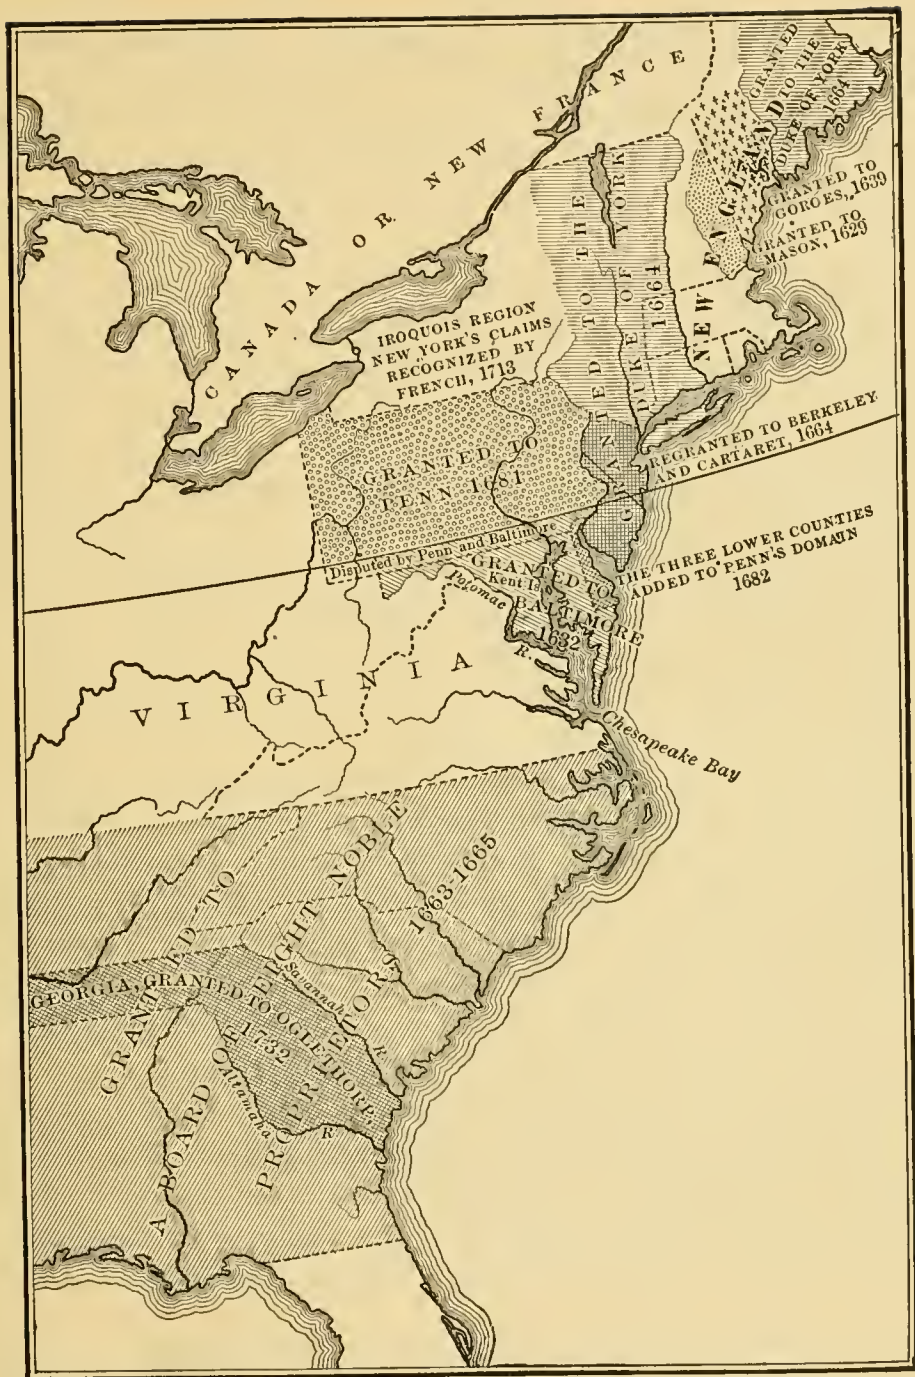 CANADA OR NEW FRANCE
NEW ENGLAND
GRANTED
TO THE
DUKE OF YORK
1664
GRANTED TO
GORGES, 1639
GRANTED TO
MASON, 1629
GRANTED TO THE
DUKE OF YORK
1664
IROQUOIS REGION
NEW YORK'S CLAIMS
RECOGNIZED BY
FRENCH, 1713
REGRANTED TO BERKELEY
AND CARTARET, 1664
GRANTED TO
PENN 1681
Disputed by Penn and Baltimore
THE THREE LOWER COUNTIES
ADDED TO PENN'S DOMAIN
1682
GRANTED TO
Kent Is.
BALTIMORE
1632
Potomac
R.
VIRGINIA
Chesapeake Bay
GRANTED TO
A BOARD OF EIGHT NOBLE
PROPRIETORS
1663-1665
GEORGIA, GRANTED TO OGLETHORPE,
1732
Savannah
R
Altamaha
R